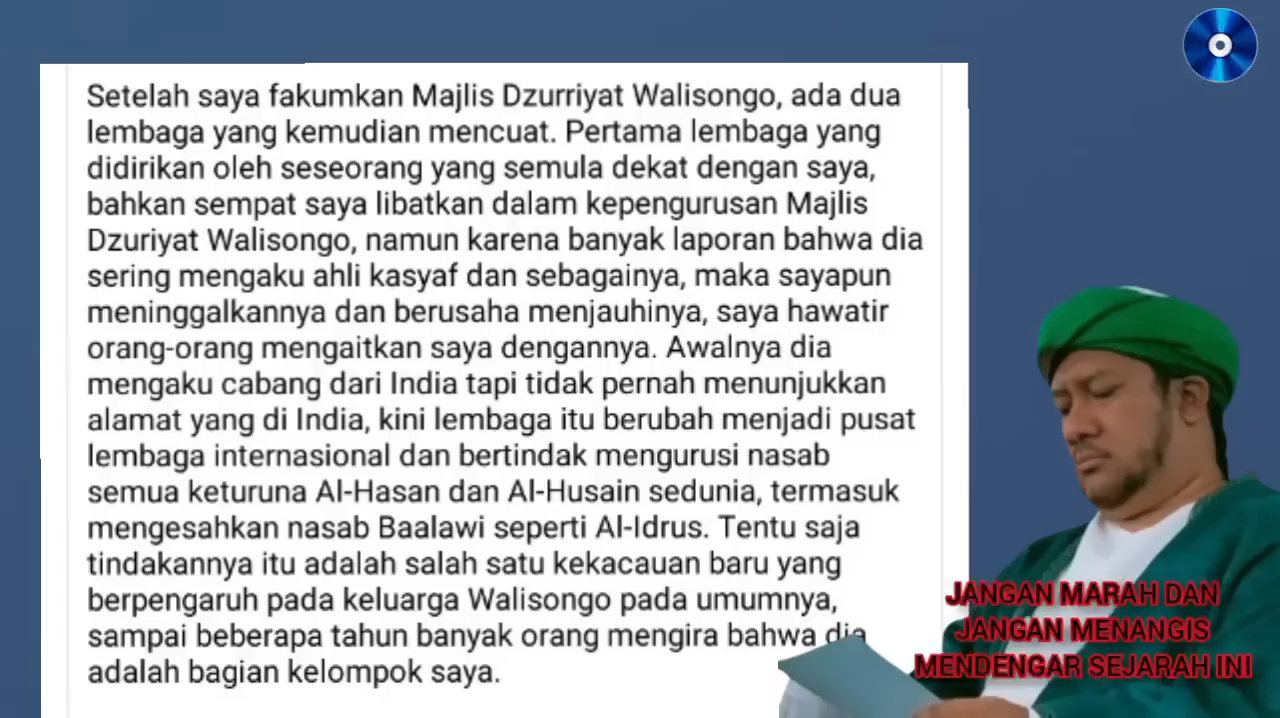 Setelah saya fakumkan Majlis Dzurriyat Walisongo, ada dua
lembaga yang kemudian mencuat. Pertama lembaga yang
didirikan oleh seseorang yang semula dekat dengan saya,
bahkan sempat saya libatkan dalam kepengurusan Majlis
Dzuriyat Walisongo, namun karena banyak laporan bahwa dia
sering mengaku ahli kasyaf dan sebagainya, maka sayapun
meninggalkannya dan berusaha menjauhinya, saya hawatir
orang-orang mengaitkan saya dengannya. Awalnya dia
mengaku cabang dari India tapi tidak pernah menunjukkan
alamat yang di India, kini lembaga itu berubah menjadi pusat
lembaga internasional dan bertindak mengurusi nasab
semua keturuna Al-Hasan dan Al-Husain sedunia, termasuk
mengesahkan nasab Baalawi seperti Al-Idrus. Tentu saja
tindakannya itu adalah salah satu kekacauan baru yang
berpengaruh pada keluarga Walisongo pada umumnya,
sampai beberapa tahun banyak orang mengira bahwa dia
adalah bagian kelompok saya.
JANGAN MARAH DAN
JANGAN MENANGIS
MENDENGAR SEJARAH INI